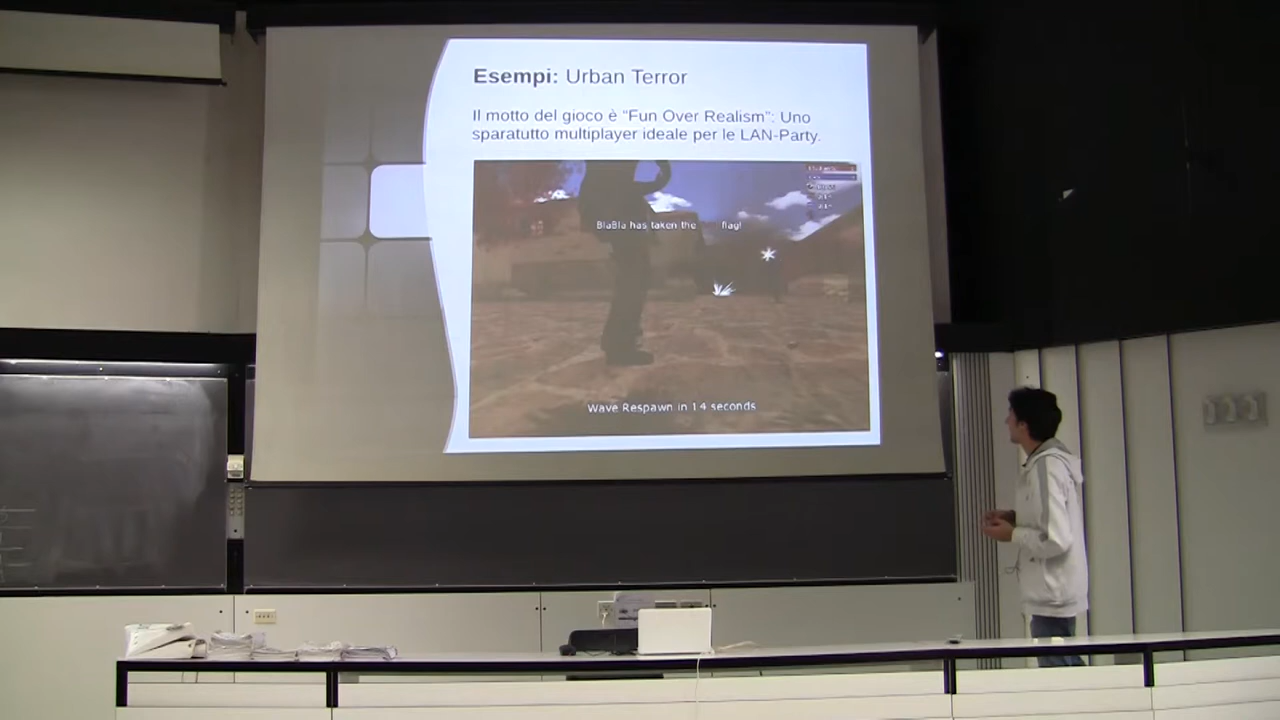 Esempi: Urban Terror
Il motto del gioco è “Fun Over Realism”: Uno
sparatutto multiplayer ideale per le LAN-Party.
BlaBla has taken the flag!
Wave Respawn in 14 seconds